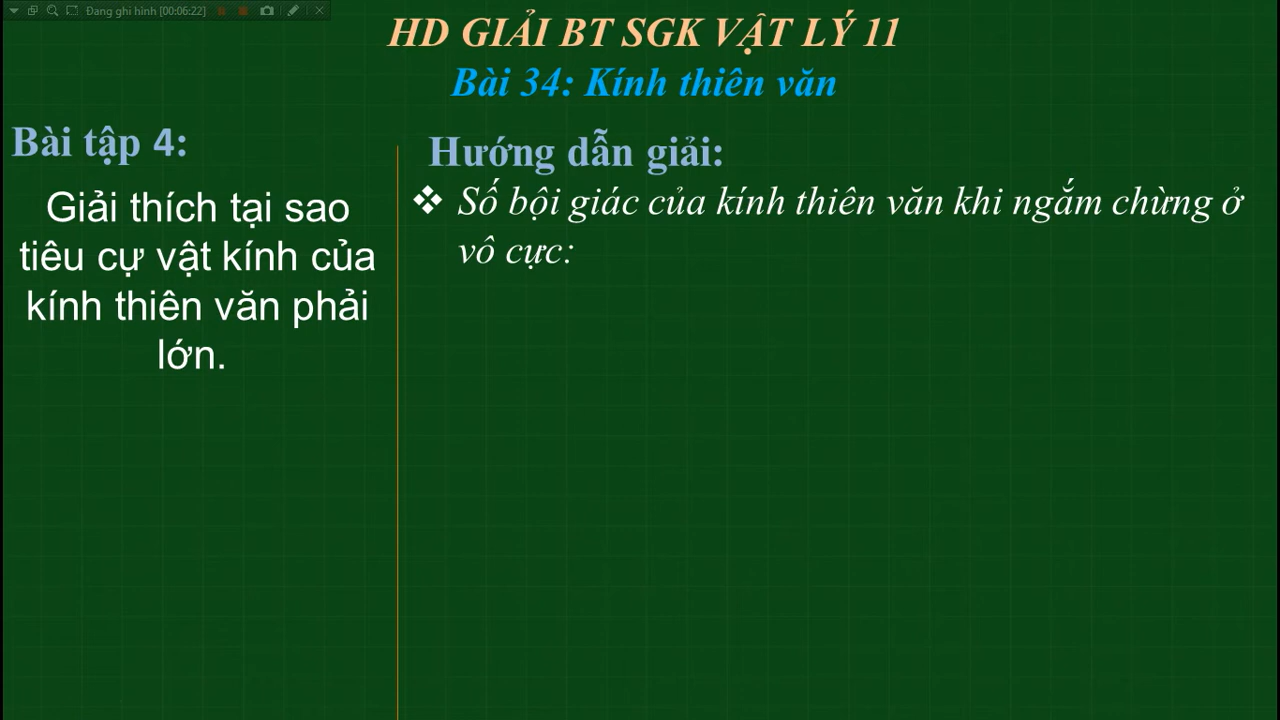 Đang ghi hình [00:06:22]
HD GIẢI BT SGK VẬT LÝ 11
Bài 34: Kính thiên văn
Bài tập 4:
Giải thích tại sao
tiêu cự vật kính của
kính thiên văn phải
lớn.
Hướng dẫn giải:
❖ Số bội giác của kính thiên văn khi ngắm chừng ở
vô cực: